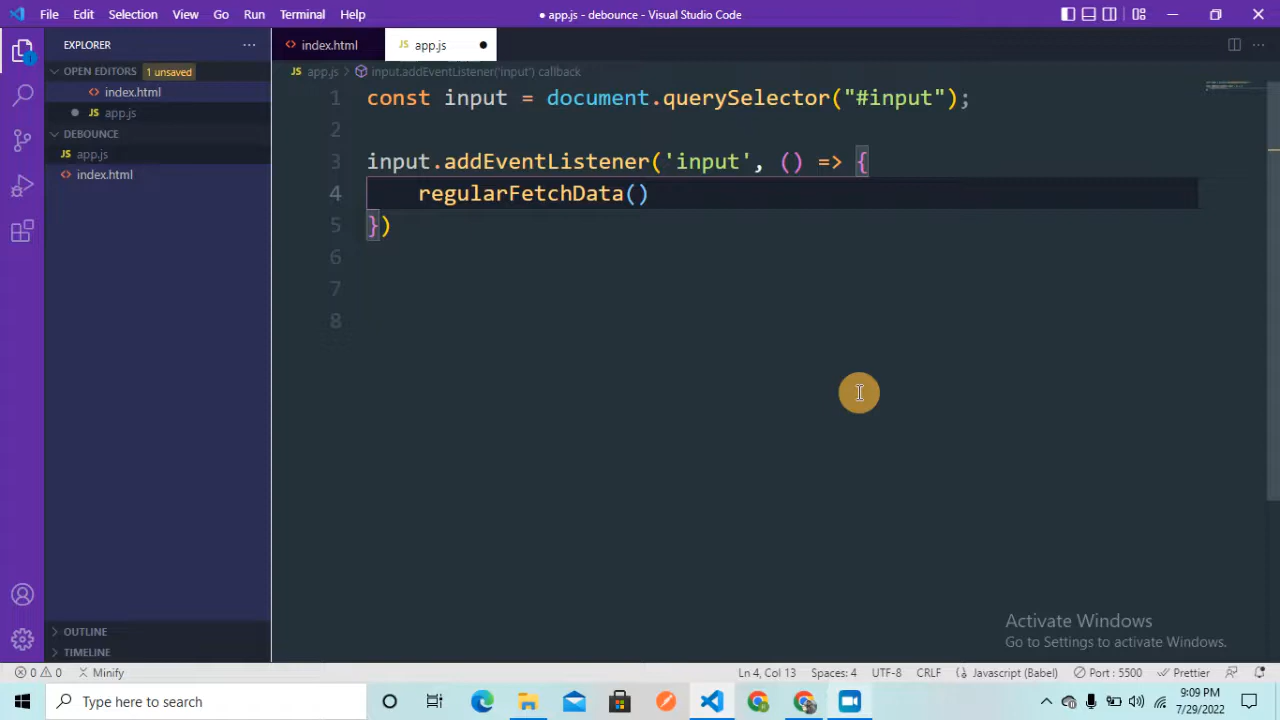 File Edit Selection View Go Run Terminal Help
● app.js - debounce - Visual Studio Code
EXPLORER
index.html
JS app.js
OPEN EDITORS 1 unsaved
JS app.js > input.addEventListener('input') callback
index.html
JS app.js
DEBOUNCE
JS app.js
index.html
1 const input = document.querySelector("#input");
2
3 input.addEventListener('input', () => {
4 regularFetchData()
5 })
6
7
8
OUTLINE
TIMELINE
Activate Windows
Go to Settings to activate Windows.
0 0 Minify
Ln 4, Col 13 Spaces: 4 UTF-8 CRLF Javascript (Babel) Port : 5500 Prettier
Type here to search
9:09 PM
7/29/2022